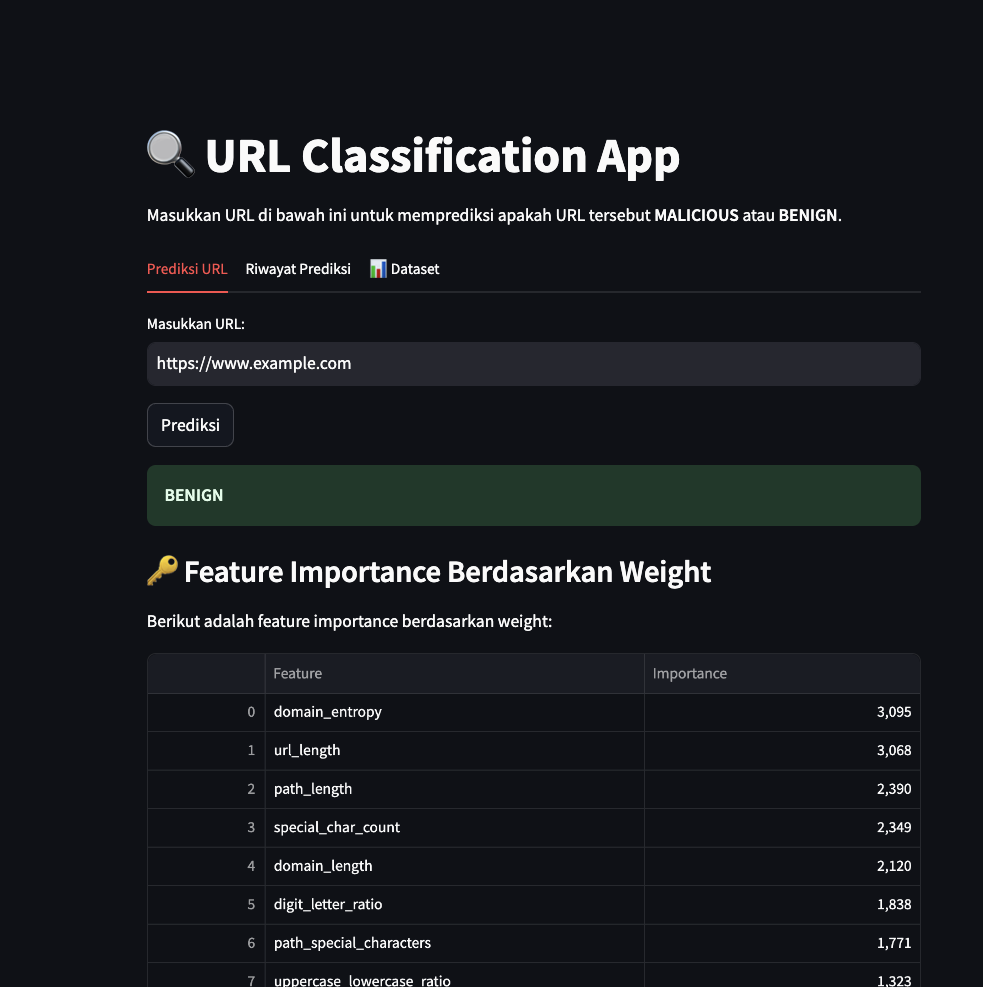 URL Classification App
Masukkan URL di bawah ini untuk memprediksi apakah URL tersebut MALICIOUS atau BENIGN.
Prediksi URL Riwayat Prediksi Dataset
Masukkan URL:
https://www.example.com
Prediksi
BENIGN
Feature Importance Berdasarkan Weight
Berikut adalah feature importance berdasarkan weight:
Feature Importance
0 domain_entropy 3,095
1 url_length 3,068
2 path_length 2,390
3 special_char_count 2,349
4 domain_length 2,120
5 digit_letter_ratio 1,838
6 path_special_characters 1,771
7 uppercase_lowercase_ratio 1,323